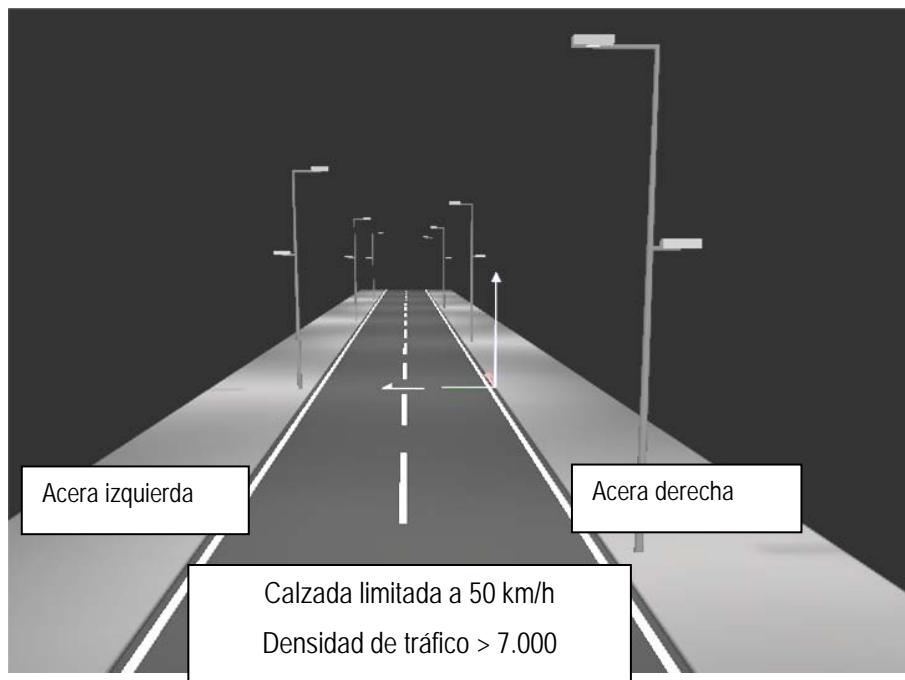 Acera izquierda
Acera derecha
Calzada limitada a 50 km/h
Densidad de tráfico > 7.000